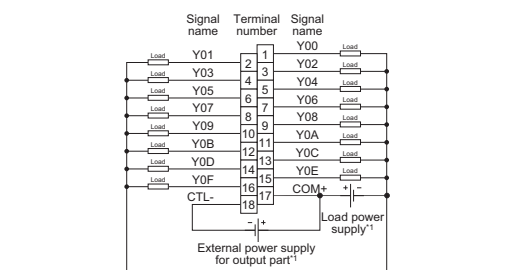 Signal name Terminal number Signal name
1 Y00 Load
Load Y01 2
3 Y02 Load
Load Y03 4
5 Y04 Load
Load Y05 6
7 Y06 Load
Load Y07 8
9 Y08 Load
Load Y09 10
11 Y0A Load
Load Y0B 12
13 Y0C Load
Load Y0D 14
15 Y0E Load
Load Y0F 16
17 COM+ + -
CTL- 18
Load power
supply*1
- +
External power supply
for output part*1